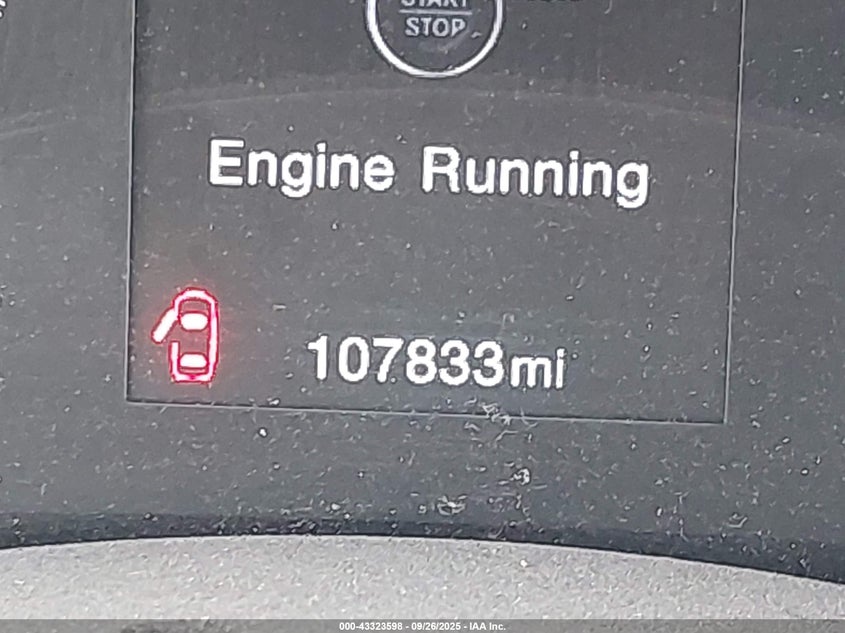 START
STOP
Engine Running
107833mi
000-43323598 - 09/26/2025 - IAA Inc.